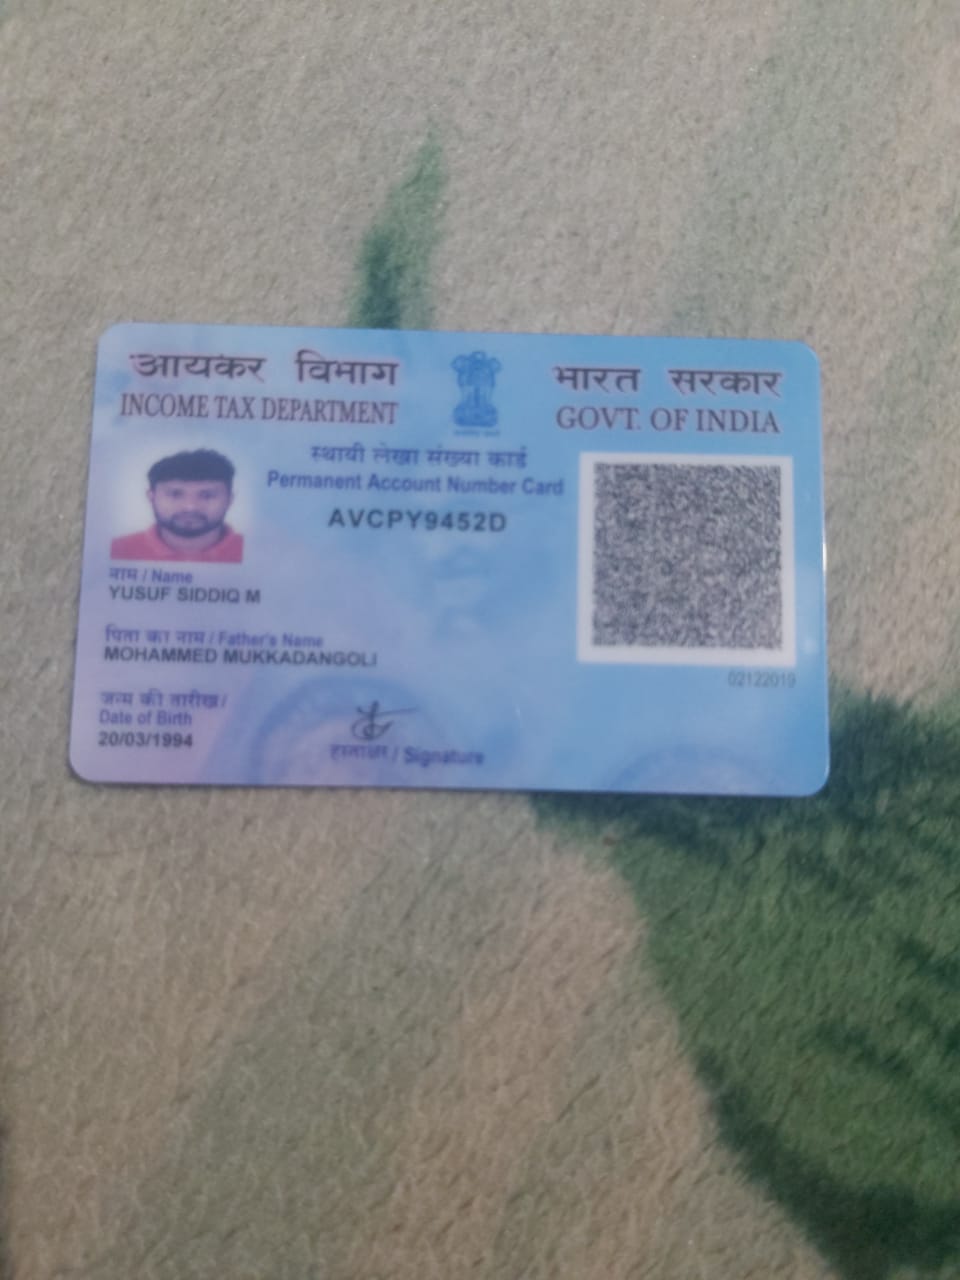 आयकर विभाग
INCOME TAX DEPARTMENT
भारत सरकार
GOVT. OF INDIA
स्थायी लेखा संख्या कार्ड
Permanent Account Number Card
AVCPY9452D
नाम / Name
YUSUF SIDDIQ M
पिता का नाम / Father's Name
MOHAMMED MUKKADANGOLI
02122019
जन्म की तारीख/
Date of Birth
20/03/1994
हस्ताक्षर / Signature